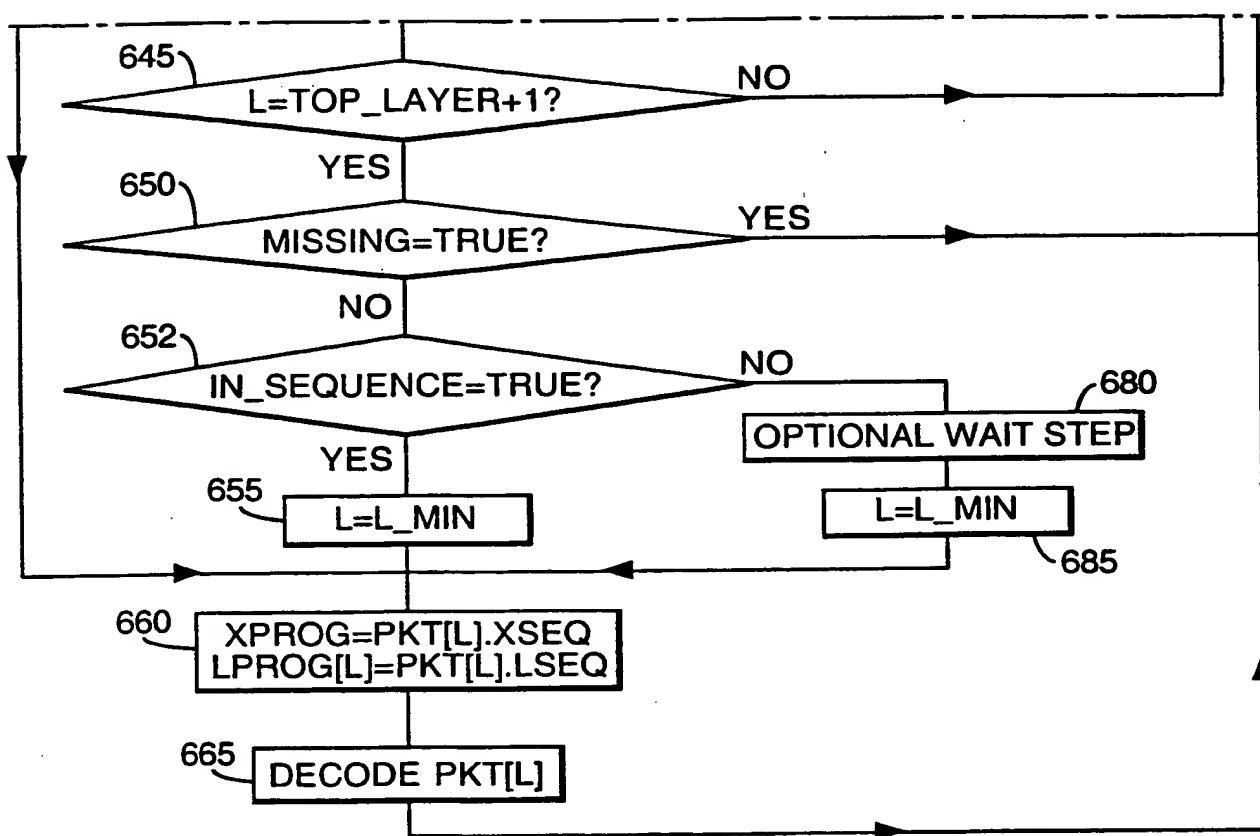 645
L=TOP_LAYER+1?
NO
YES
650
MISSING=TRUE?
YES
NO
652
IN_SEQUENCE=TRUE?
NO
680
OPTIONAL WAIT STEP
YES
655
L=L_MIN
L=L_MIN
685
660
XPROG=PKT[L].XSEQ
LPROG[L]=PKT[L].LSEQ
665
DECODE PKT[L]